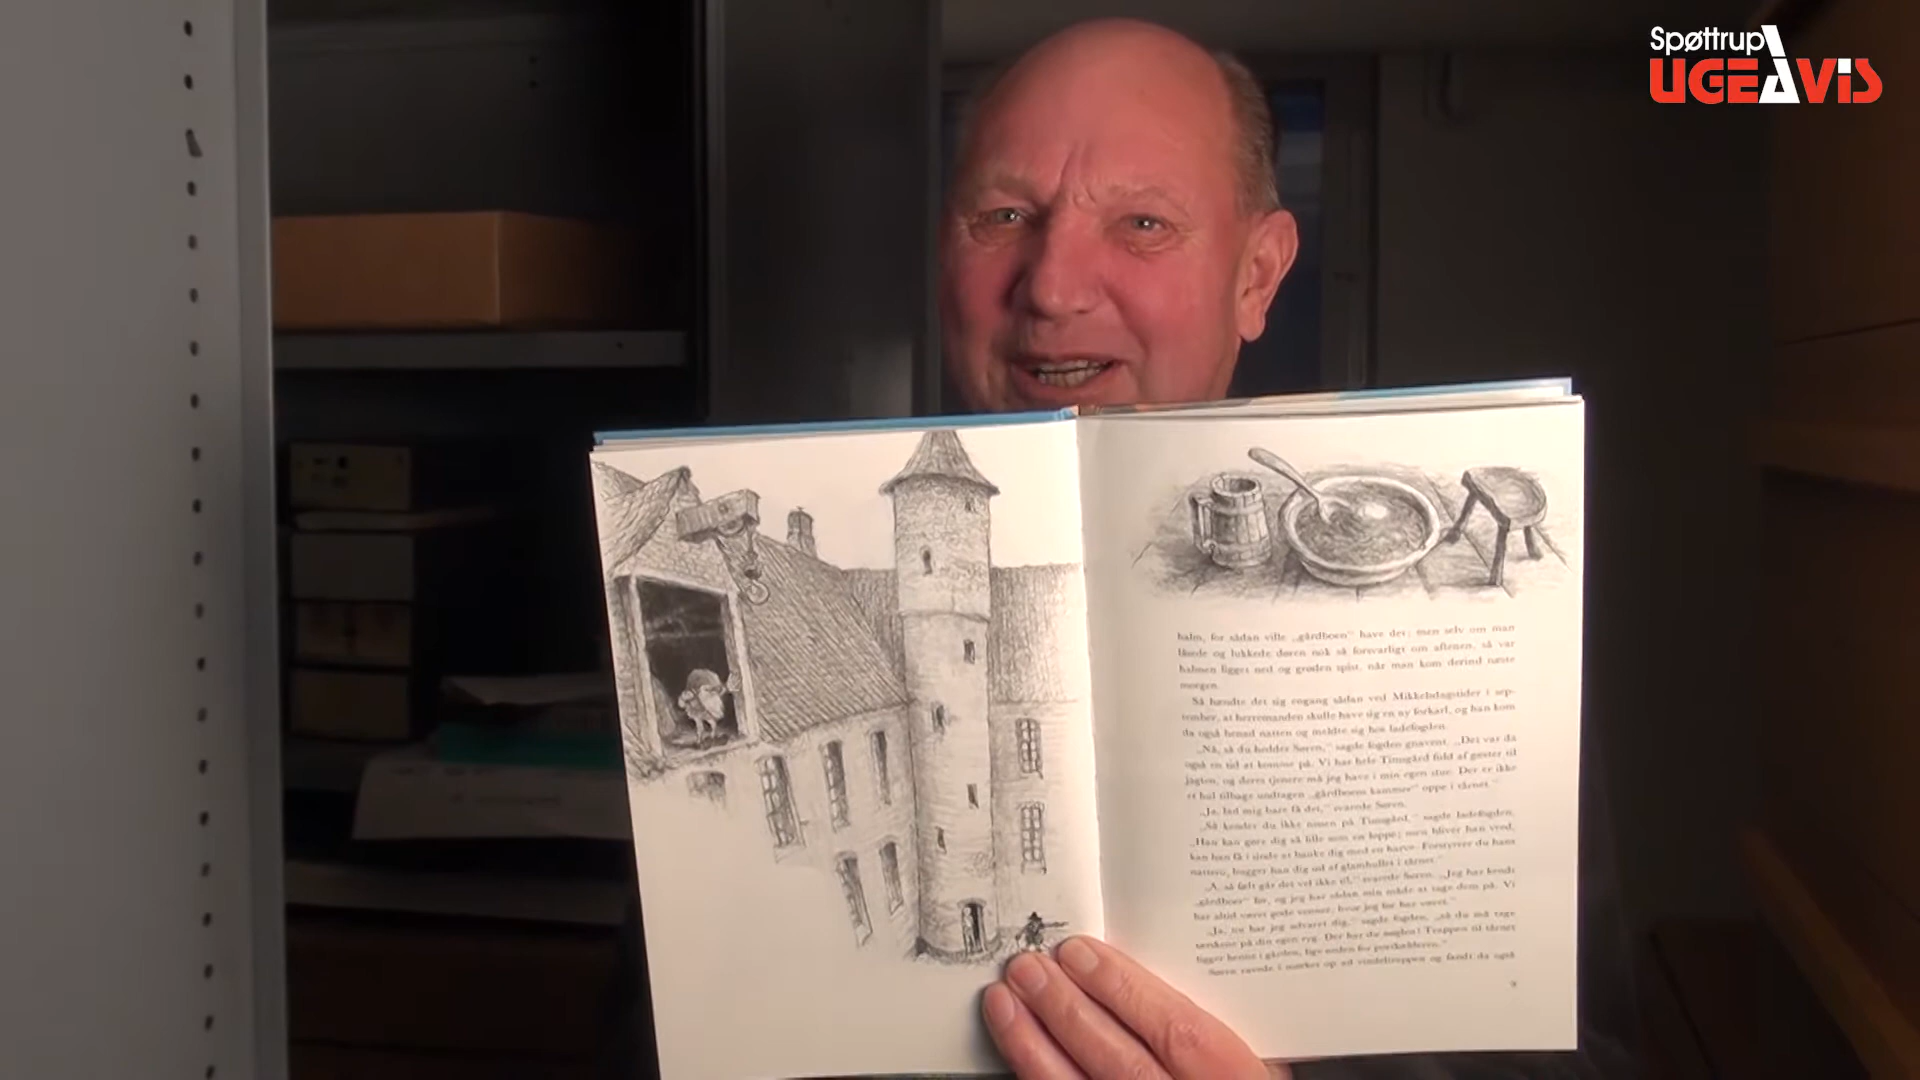 Spøttrup
UGEAVIS
halm, for sådan ville „gårdboen“ have det; men selv om man
låsede og lukkede døren nok så forsvarligt om aftenen, så var
halmen ligget ned og grøden spist, når man kom derind næste
morgen.
Så hændte det sig engang sådan ved Mikkelsdagstider i sep-
tember, at herremanden skulle have sig en ny forkarl, og han kom
da også henad natten og meldte sig hos ladefogden.
„Nå, så du hedder Søren,“ sagde fogden gnavent. „Det var da
også en tid at komme på. Vi har hele Timgård fuld af gæster til
jagten, og deres tjenere må jeg have i min egen stue. Der er ikke
et hul tilbage undtagen „gårdboens kammer“ oppe i tårnet.“
„Ja, lad mig bare få det,“ svarede Søren.
„Så kender du ikke nissen på Timgård,“ sagde ladefogden.
„Han kan gøre dig så lille som en loppe; men bliver han vred,
kan han få i sinde at banke dig med en harve. Forstyrrer du hans
nattero, hugger han dig ud af glamhullet i tårnet.“
„Å, så galt går det vel ikke til,“ svarede Søren. „Jeg har kendt
„gårdboer“ før, og jeg har sådan min måde at tage dem på. Vi
har altid været gode venner, hvor jeg før har været.“
„Ja, nu har jeg advaret dig,“ sagde fogden, „så du må tage
næsten på din egen ryg. Der har du nøglen! Trappen til tårnet
ligger henne i gården, lige inden for portkælderen.“
Søren ravede i mørket op ad vindeltrappen og fandt da også
9